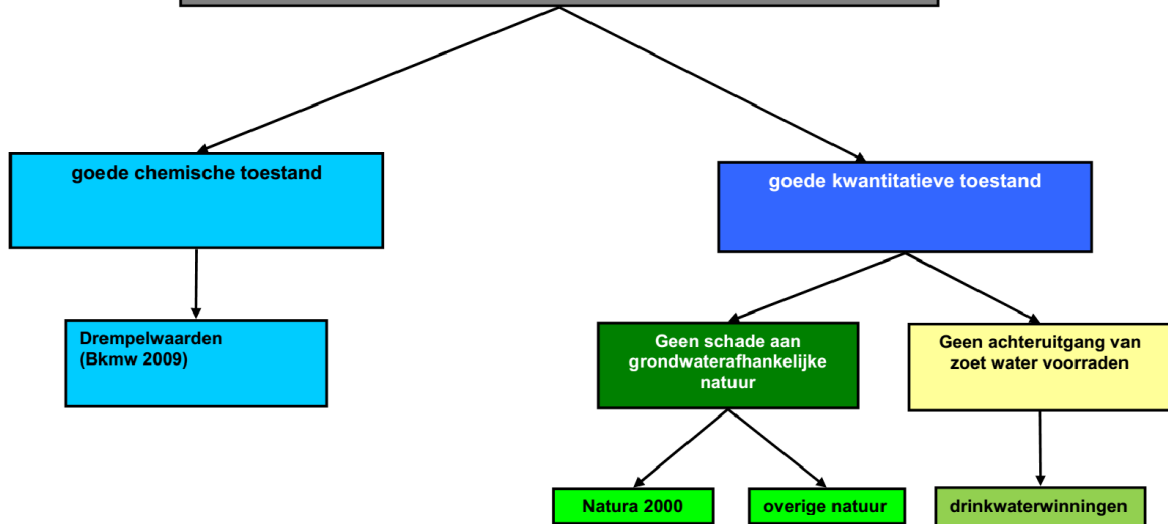 goede chemische toestand
goede kwantitatieve toestand
Drempelwaarden
(Bkmw 2009)
Geen schade aan
grondwaterafhankelijke
natuur
Geen achteruitgang van
zoet water voorraden
Natura 2000
overige natuur
drinkwaterwinningen